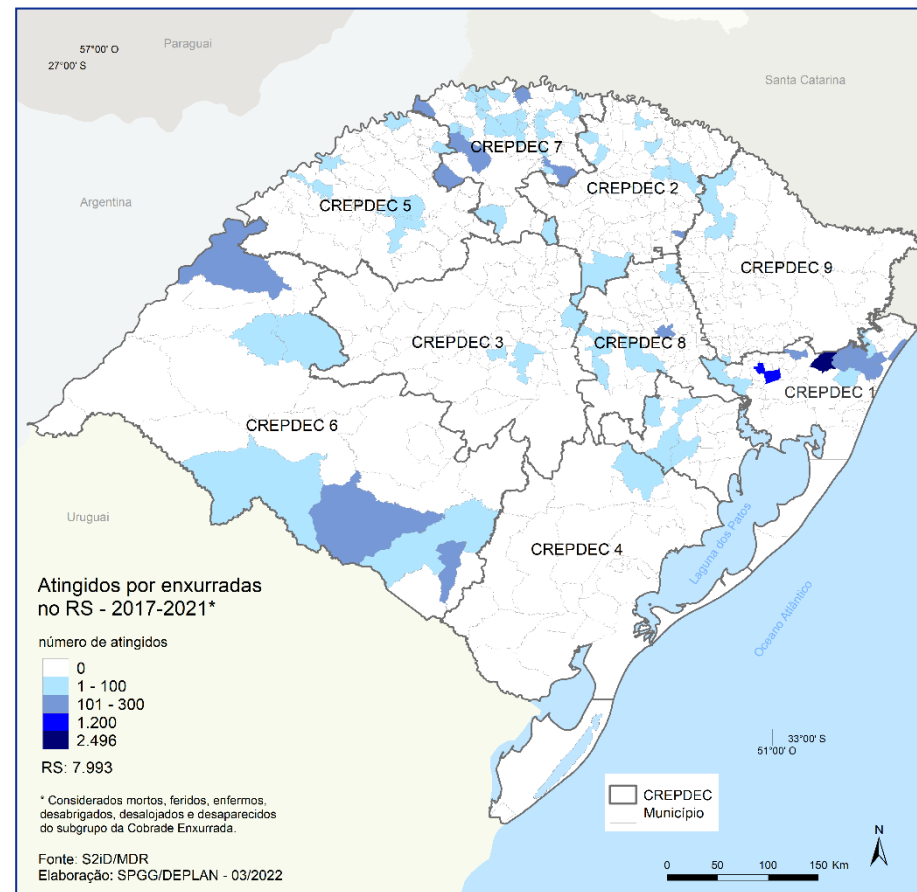 Paraguai
57°00' O
27°00' S
Santa Catarina
CREPDEC 7
CREPDEC 2
Argentina
CREPDEC 5
CREPDEC 9
CREPDEC 3
CREPDEC 8
CREPDEC 1
CREPDEC 6
Uruguai
CREPDEC 4
Laguna dos Patos
Oceano Atlântico
33°00' S
51°00' O
Atingidos por enxurradas
no RS - 2017-2021*
número de atingidos
0
1 - 100
101 - 300
1.200
2.496
RS: 7.993
* Considerados mortos, feridos, enfermos,
desabrigados, desalojados e desaparecidos
do subgrupo da Cobrade Enxurrada.
Fonte: S2iD/MDR
Elaboração: SPGG/DEPLAN - 03/2022
CREPDEC
Município
N
0 50 100 150 Km